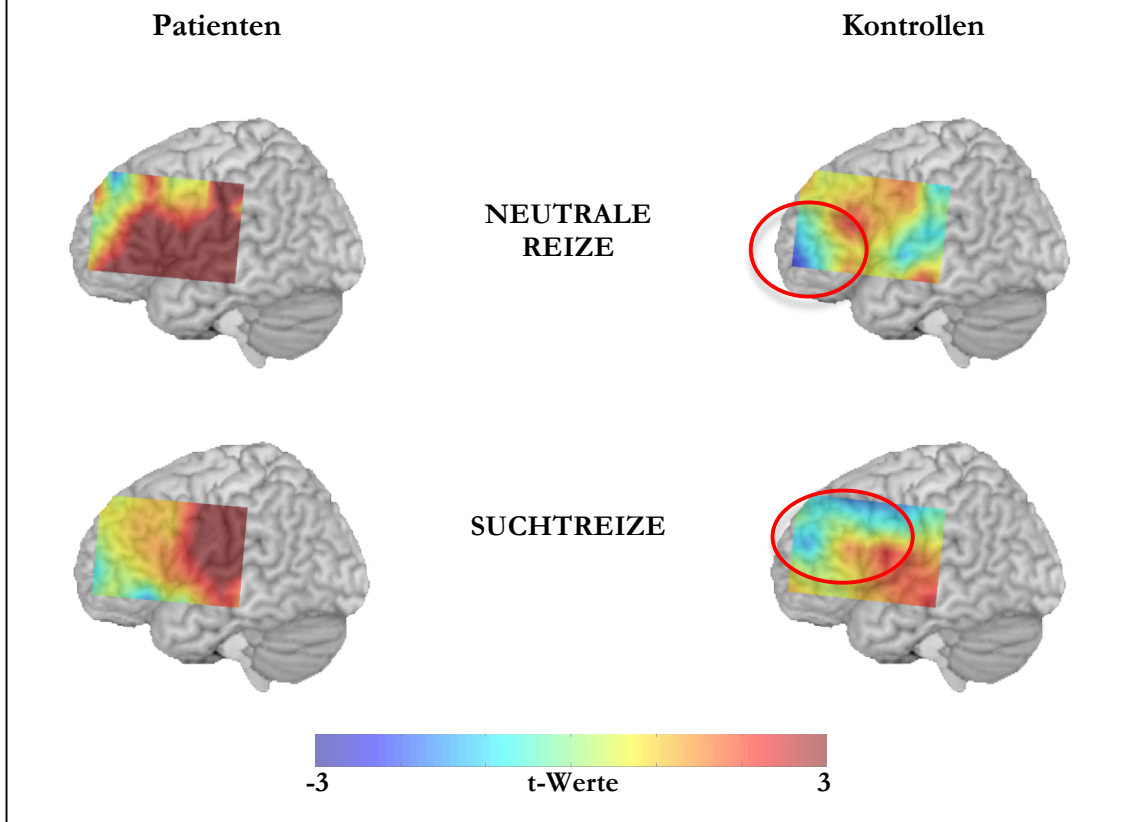 Patienten
Kontrollen
NEUTRALE
REIZE
SUCHTREIZE
-3
t-Werte
3